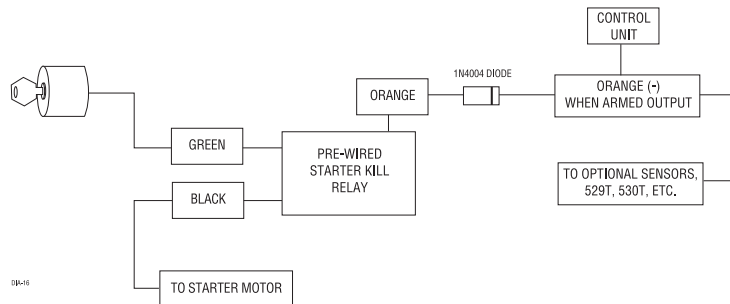 CONTROL
UNIT
1N4004 DIODE
ORANGE
ORANGE (-)
WHEN ARMED OUTPUT
GREEN
PRE-WIRED
STARTER KILL
RELAY
BLACK
TO OPTIONAL SENSORS,
529T, 530T, ETC.
TO STARTER MOTOR
DIA-16